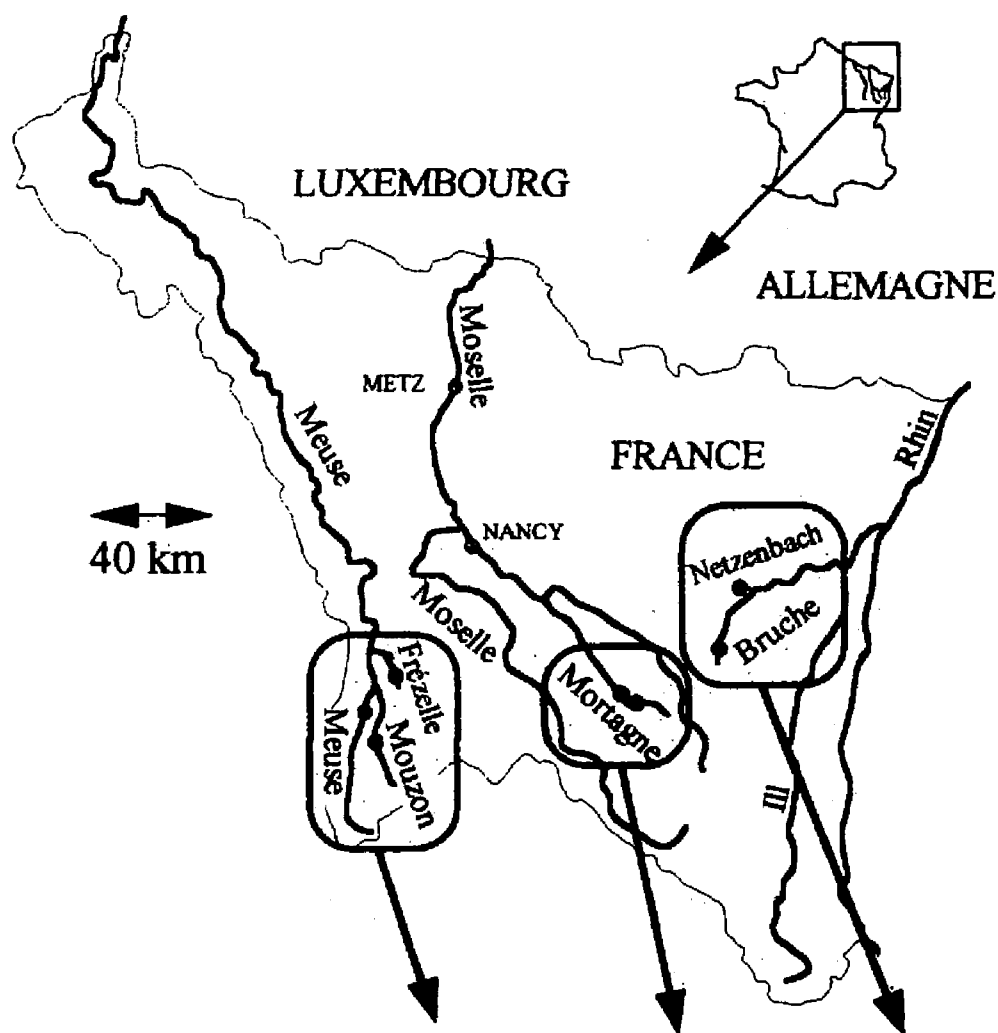 LUXEMBOURG
ALLEMAGNE
Moselle
METZ
Meuse
FRANCE
Rhin
40 km
NANCY
Netzenbach
Bruche
Moselle
Frézelle
Meuse
Mouzon
Mortagne
Ill